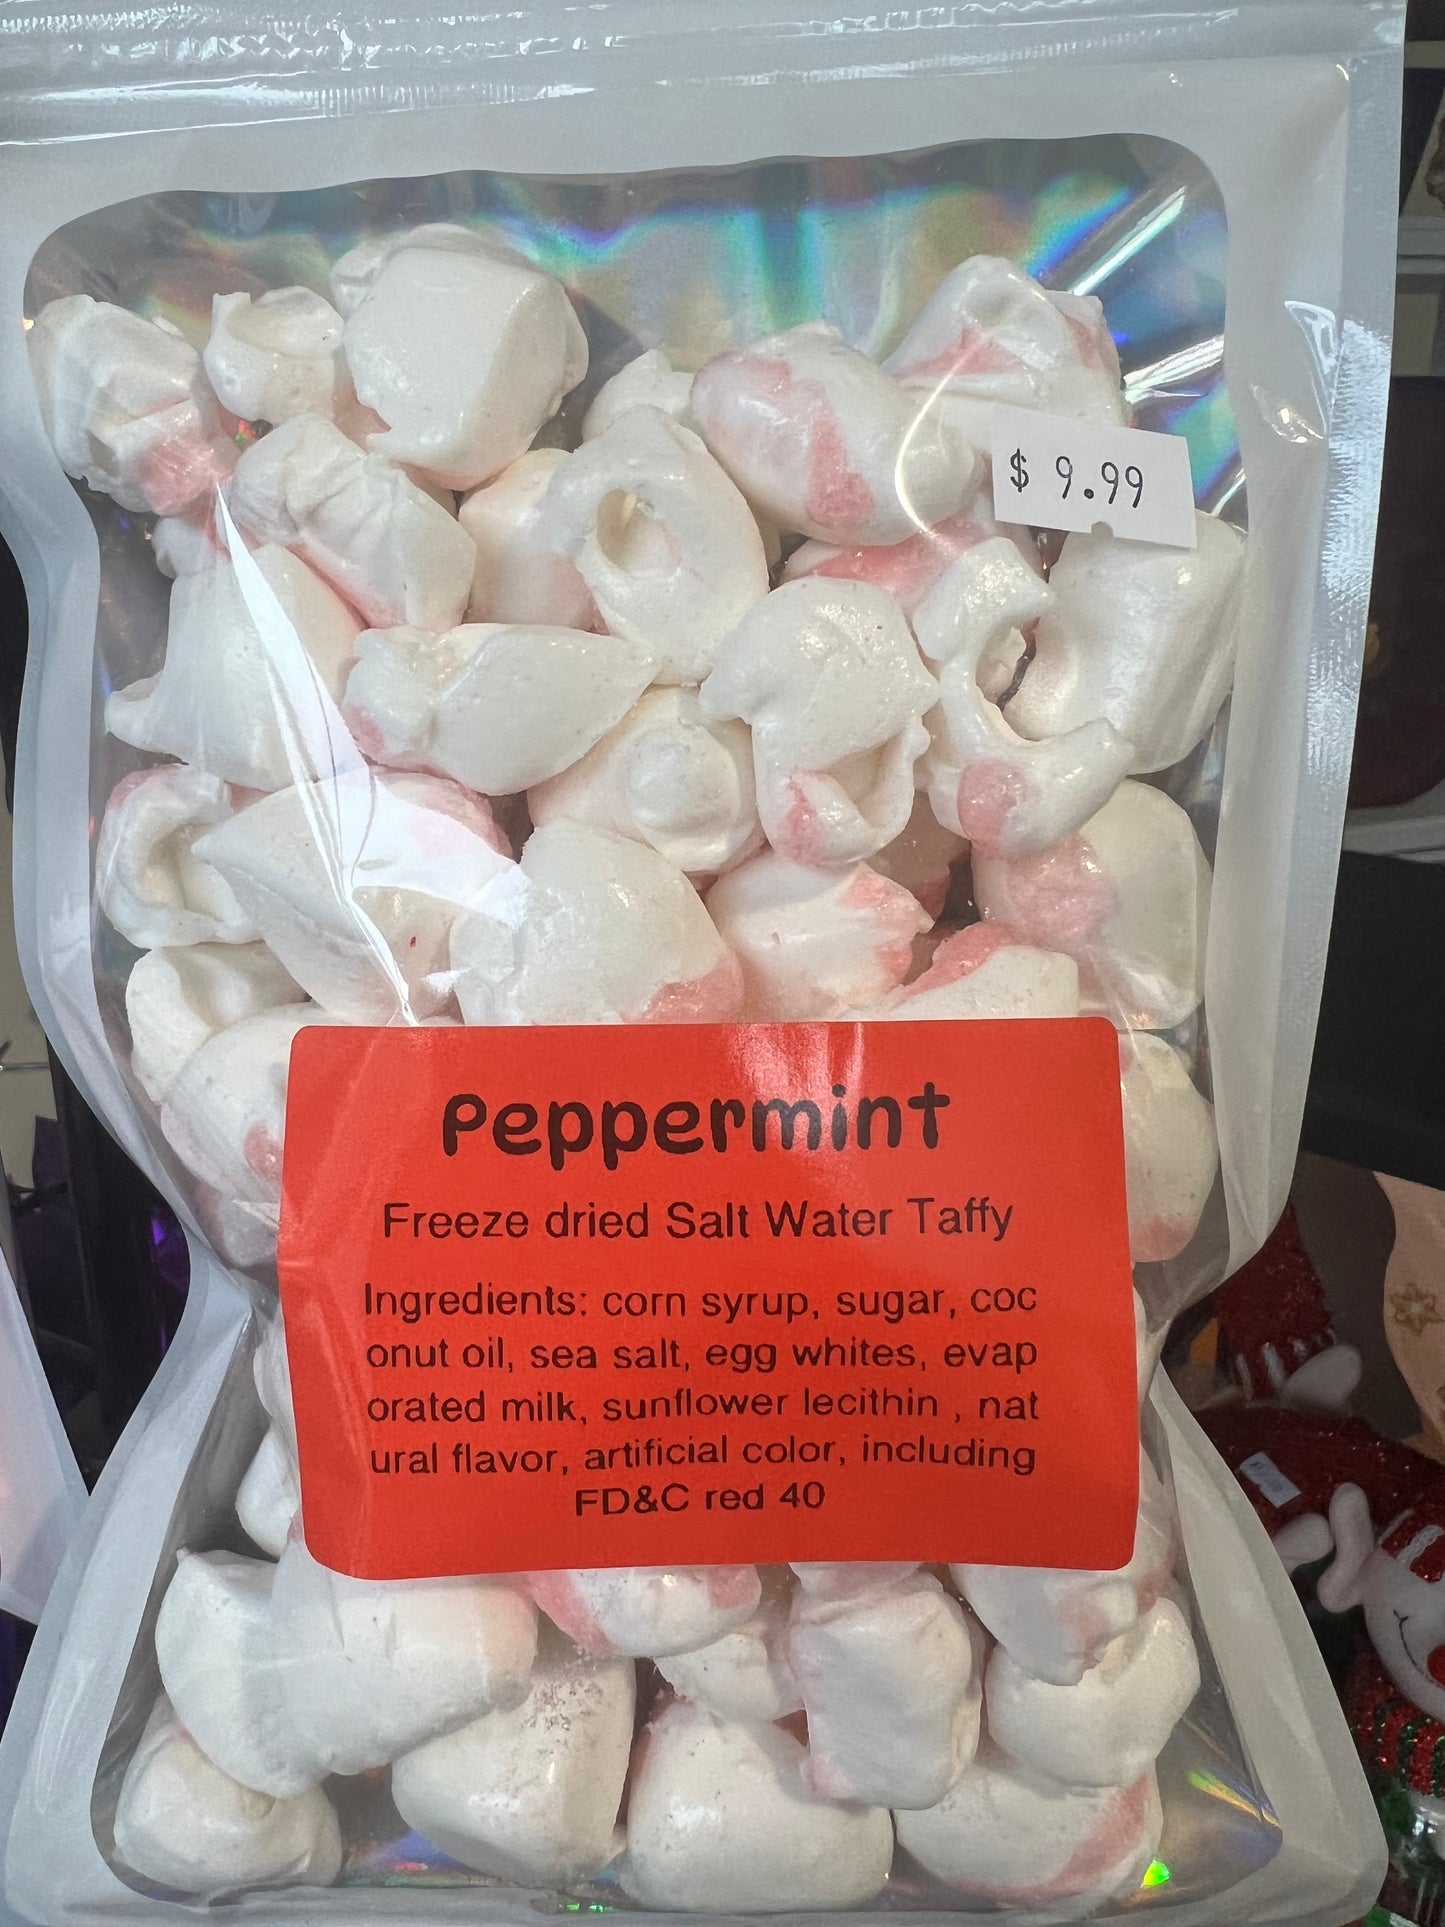 $ 9.99
Peppermint
Freeze dried Salt Water Taffy
Ingredients: corn syrup, sugar, coc
onut oil, sea salt, egg whites, evap
orated milk, sunflower lecithin , nat
ural flavor, artificial color, including
FD&C red 40